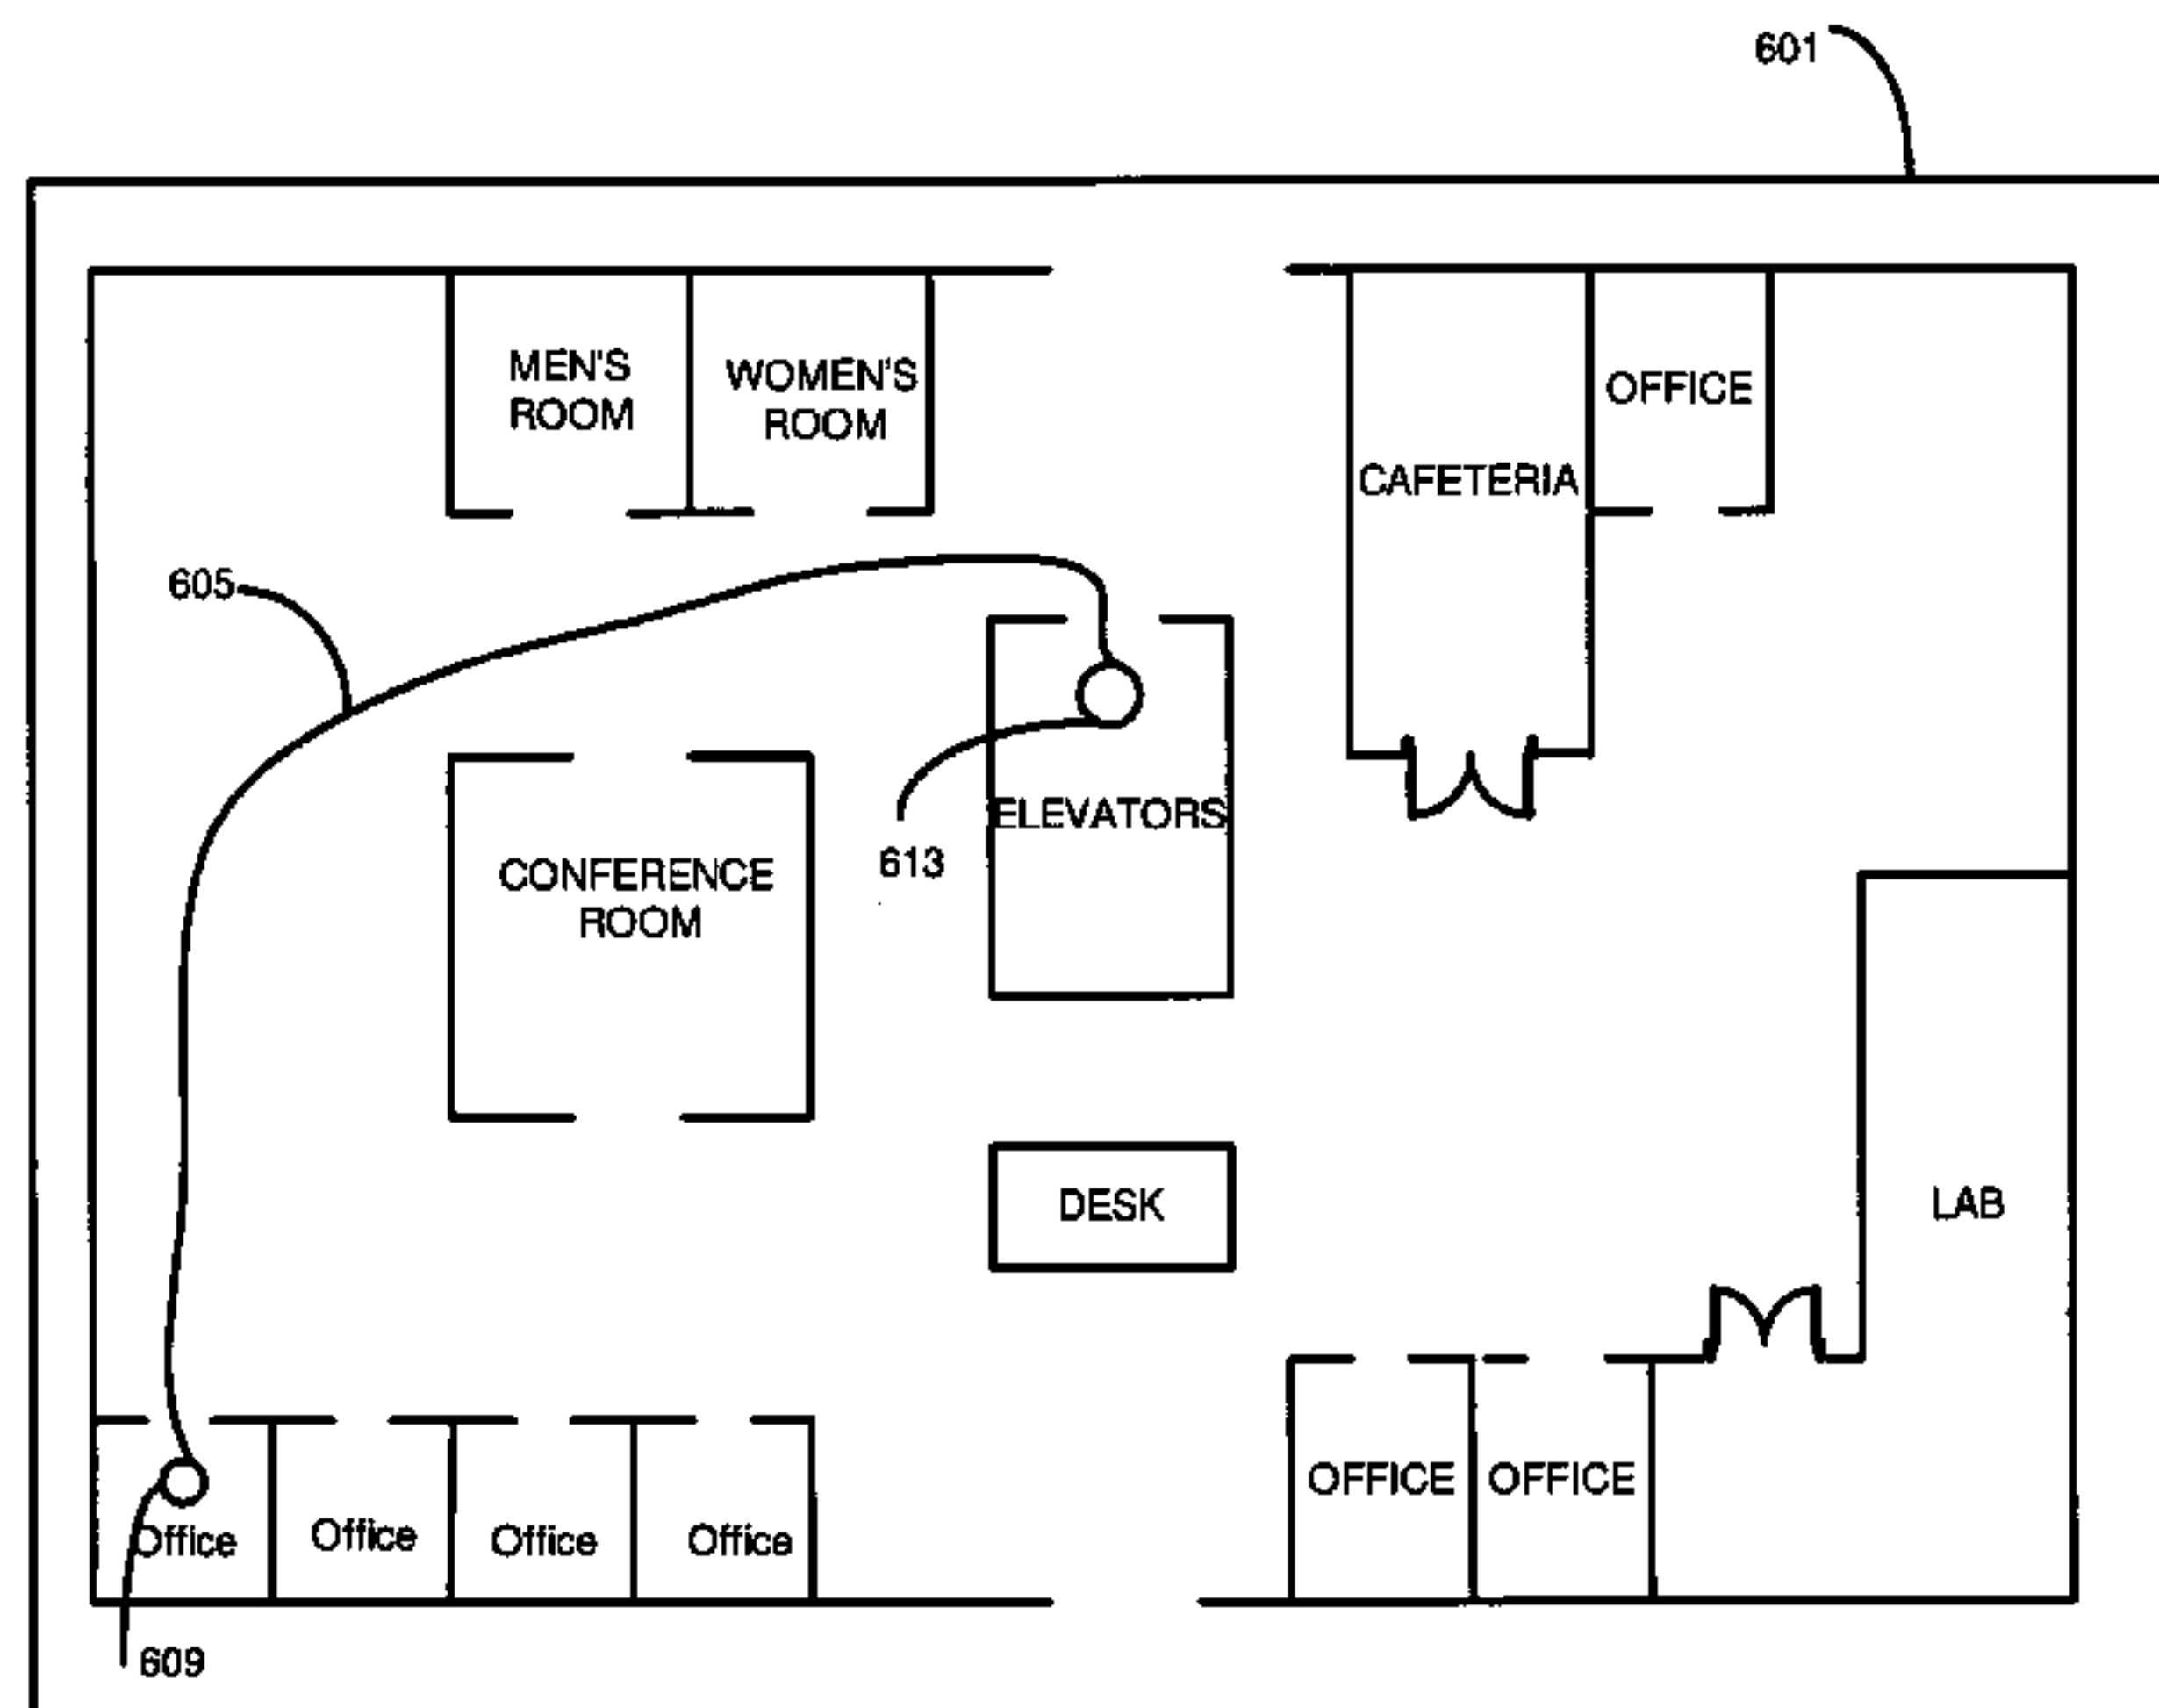 601
MEN'S
ROOM
WOMEN'S
ROOM
OFFICE
CAFETERIA
605
ELEVATORS
613
CONFERENCE
ROOM
DESK
LAB
OFFICE
OFFICE
Office
Office
Office
Office
609